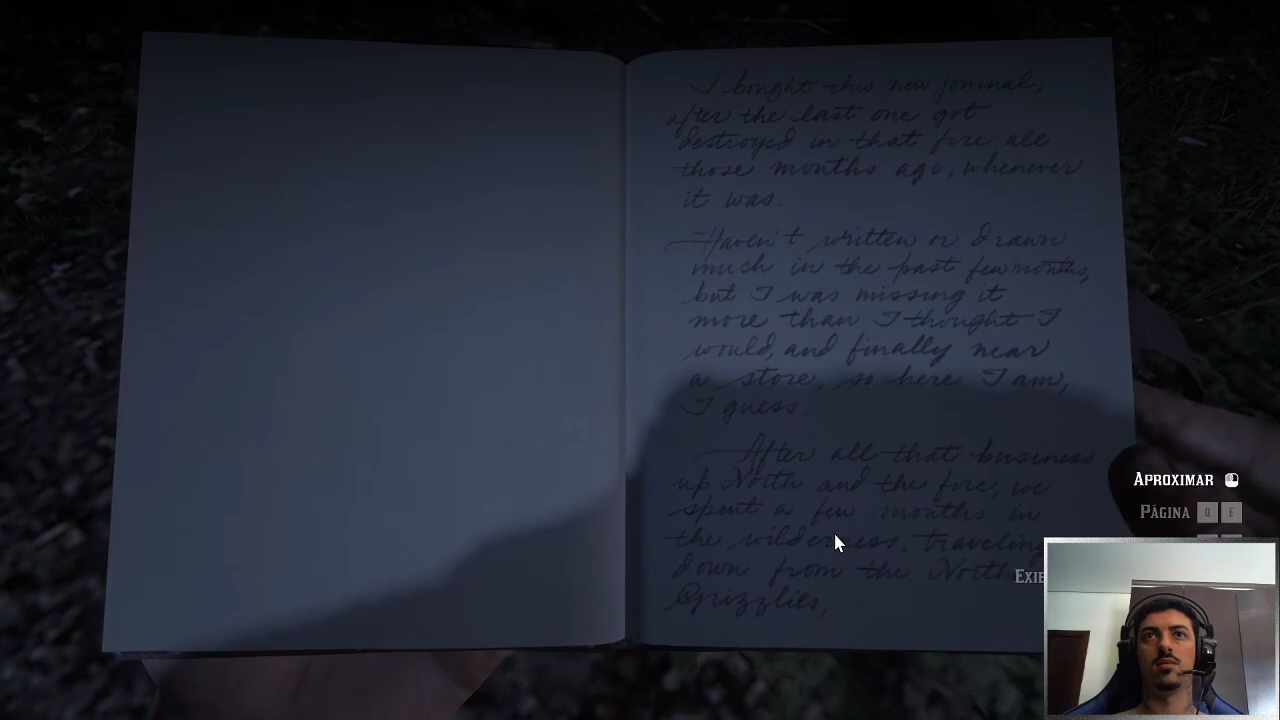 I bought this new journal,
after the last one got
destroyed in that fire all
those months ago, whenever
it was.
Haven't written or drawn
much in the past few months,
but I was missing it
more than I thought I
would, and finally near
a store, so here I am,
I guess.
After all that business
up North and the fire, we
spent a few months in
the wilderness, traveling
down from the North
Grizzlies,
APROXIMAR
PÁGINA Q E
EXIB